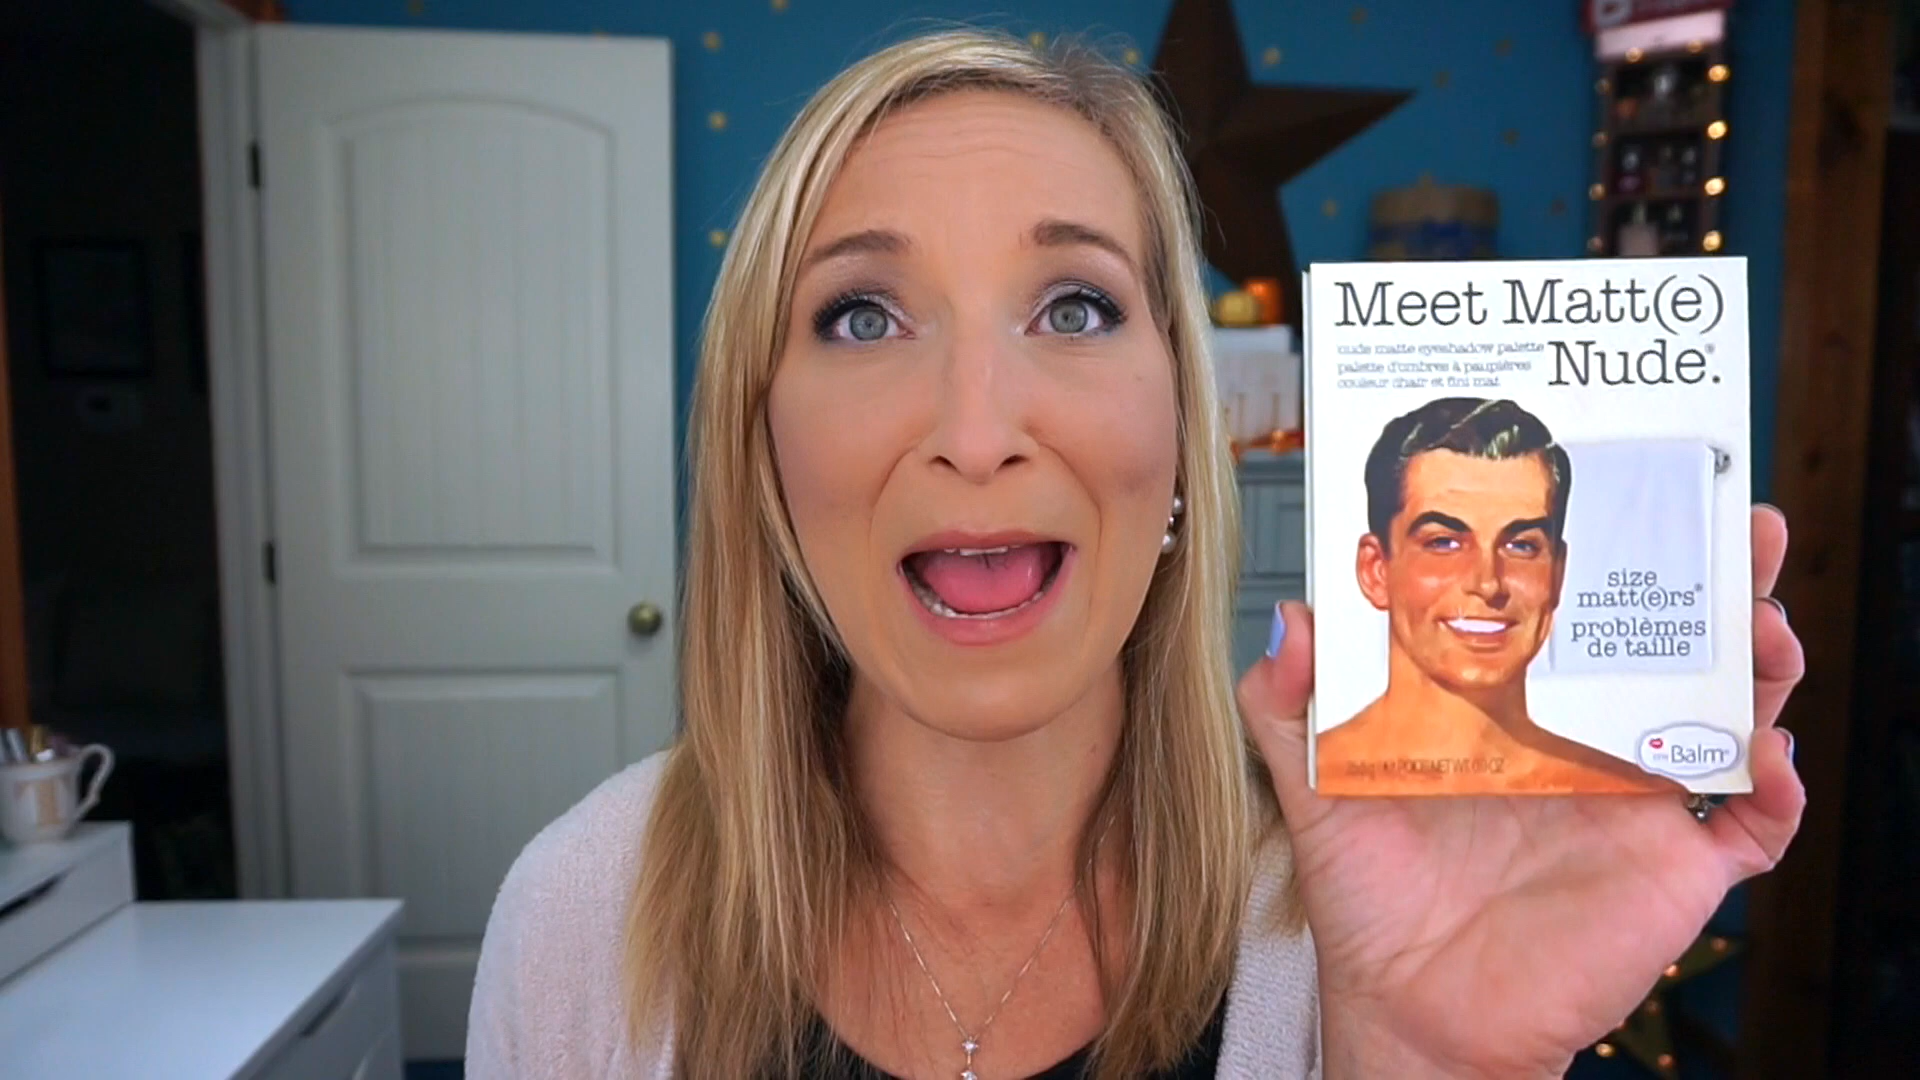 Meet Matt(e)
Nude.®
nude matte eyeshadow palette
palette d'ombres à paupières
couleur chair et fini mat
size
matt(e)rs®
problèmes
de taille
theBalm®